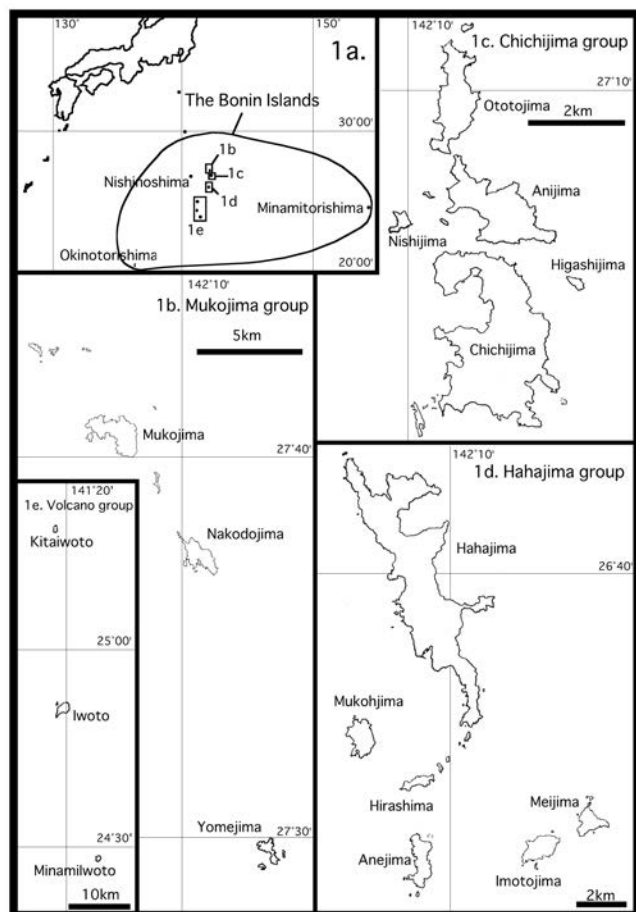 130°
150°
1a.
The Bonin Islands
30°00'
1b
1c
Nishinoshima
1d
Minamitorishima
1e
Okinotorishima
20°00'
142°10'
1c. Chichijima group
27°10'
Ototojima
2km
Anijima
Nishijima
Higashijima
Chichijima
142°10'
1b. Mukojima group
5km
Mukojima
27°40'
Nakodojima
Yomejima
27°30'
141°20'
1e. Volcano group
Kitaiwoto
25°00'
Iwoto
24°30'
MinamiIwoto
10km
142°10'
1d. Hahajima group
Hahajima
26°40'
Mukohjima
Hirashima
Meijima
Anejima
Imotojima
2km